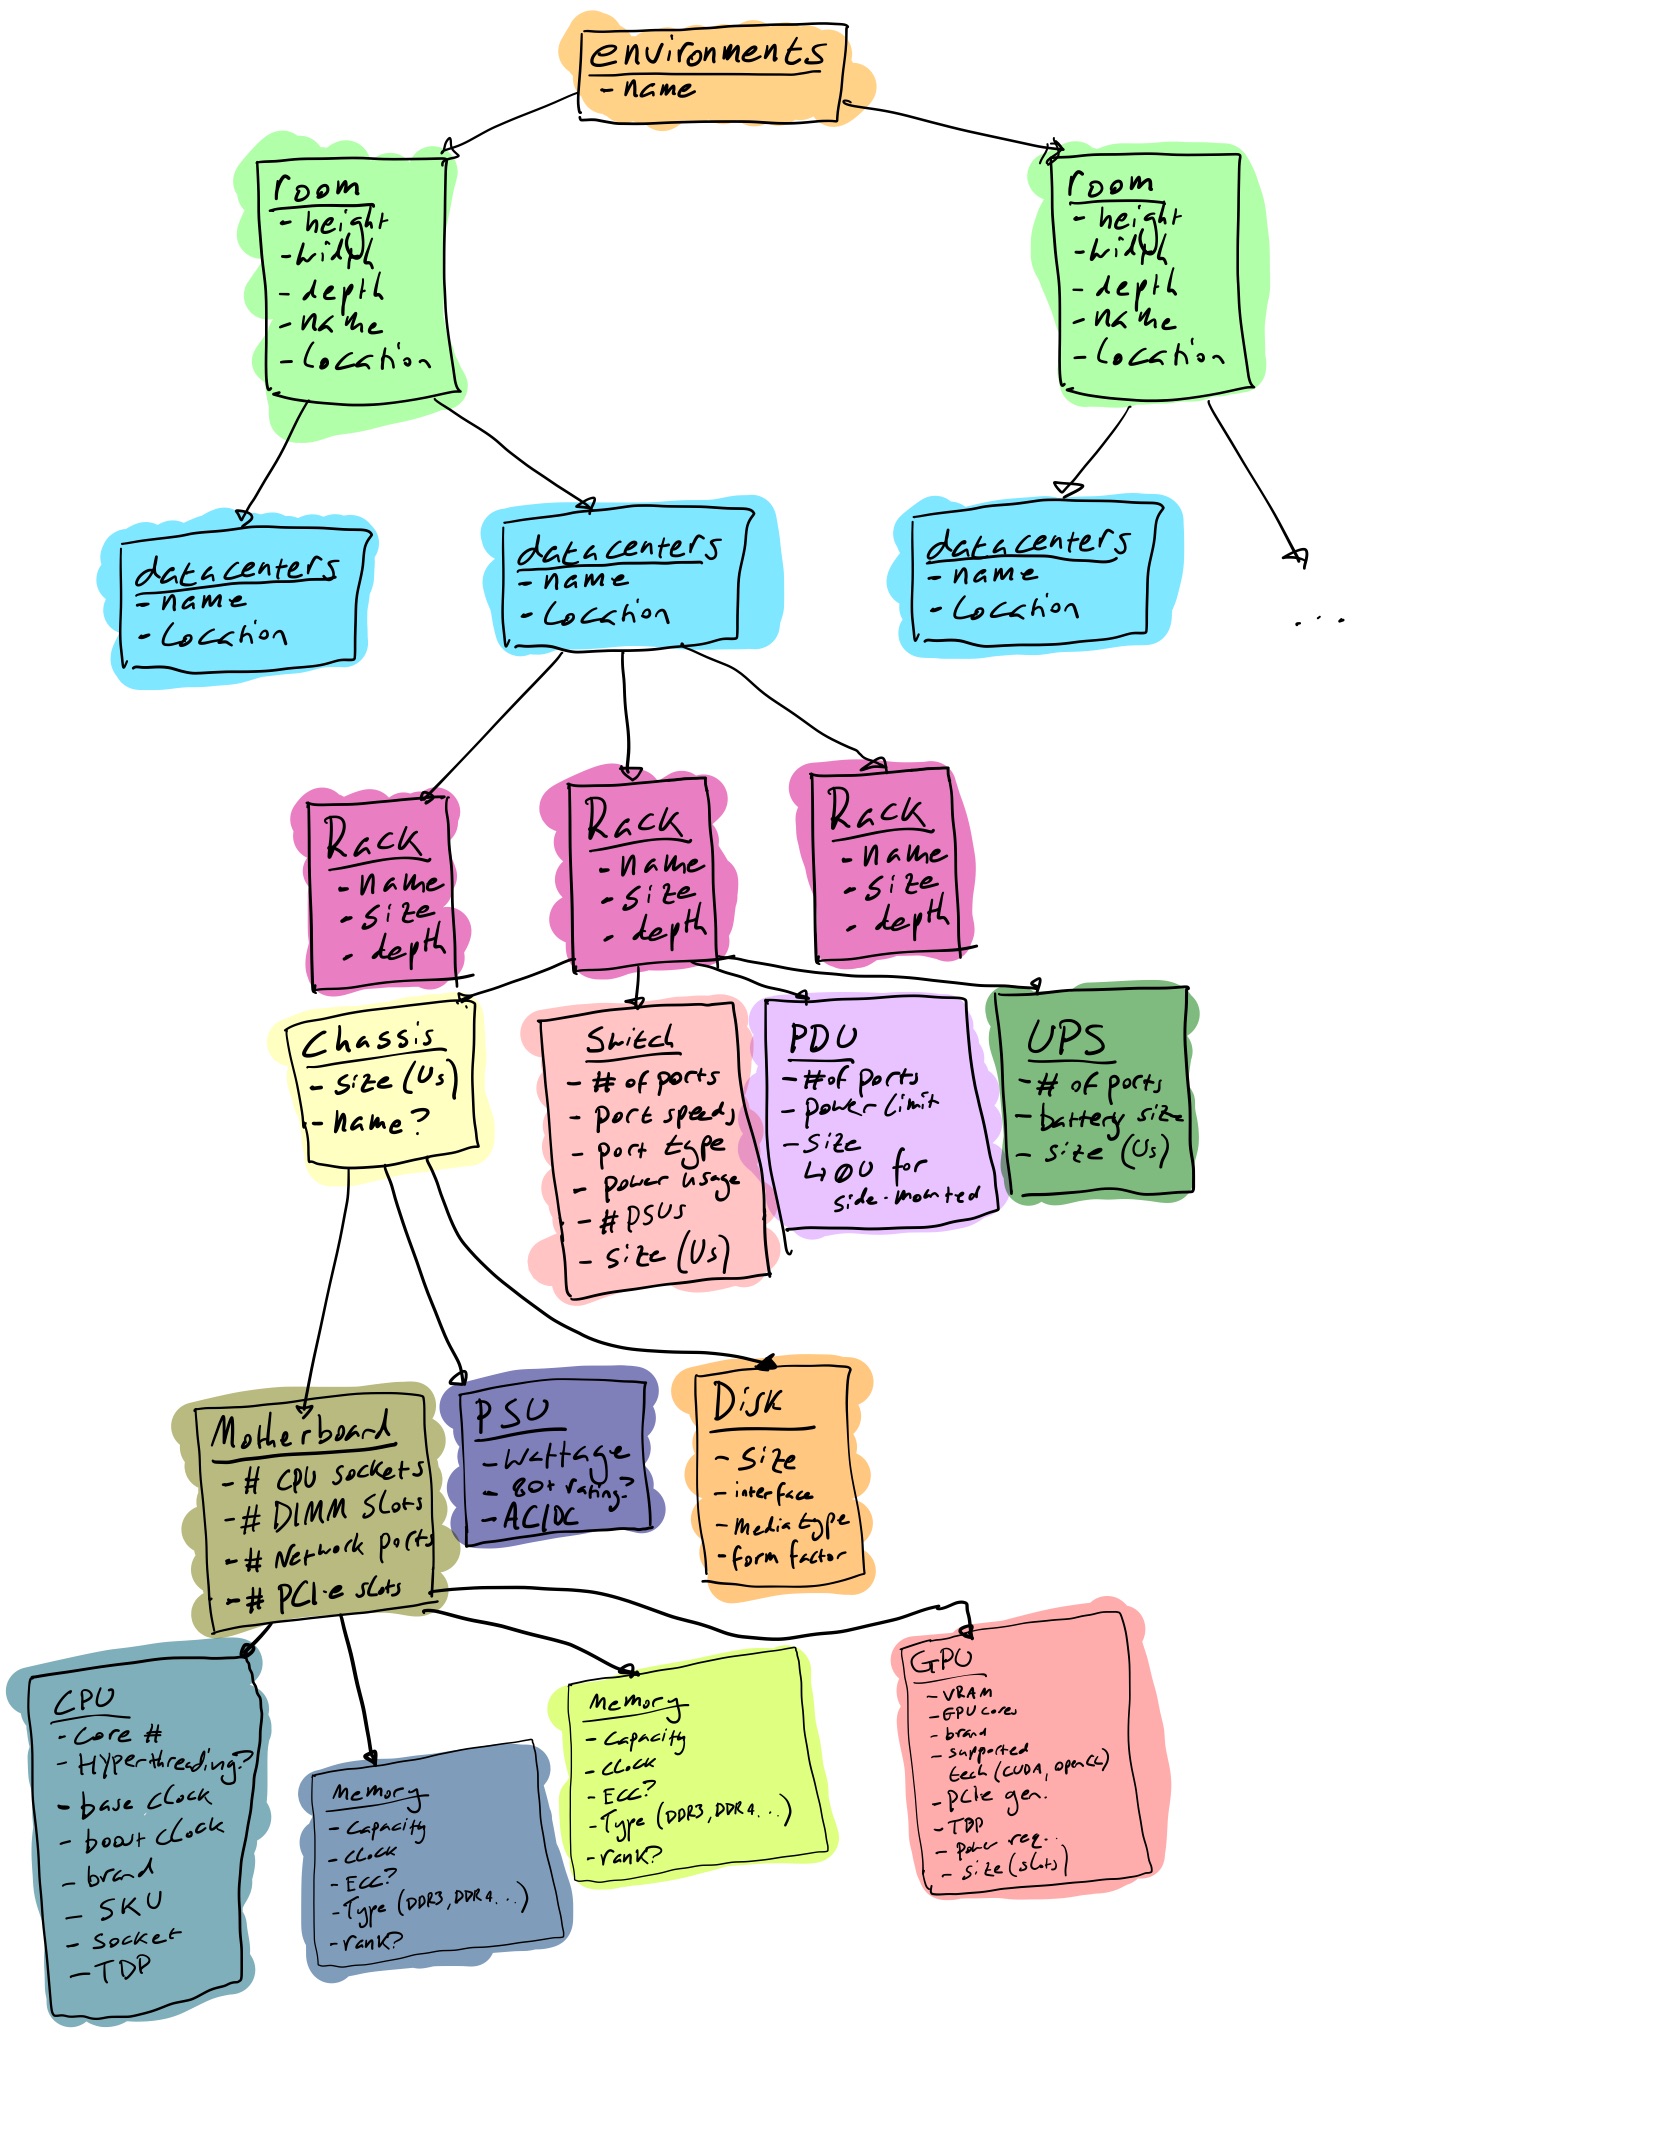 environments
- name
room
- height
- width
- depth
- name
- Location
room
- height
- width
- depth
- name
- Location
datacenters
- name
- Location
datacenters
- name
- Location
datacenters
- name
- Location
...
Rack
- name
- size
- depth
Rack
- name
- size
- depth
Rack
- name
- size
- depth
Chassis
- size (Us)
- name?
Switch
- # of ports
- port speeds
- port type
- power usage
- # PSUs
- size (Us)
PDU
- # of ports
- power limit
- size
↳ 0U for
side-mounted
UPS
- # of ports
- battery size
- size (Us)
Motherboard
- # CPU sockets
- # DIMM slots
- # Network ports
- # PCI-e slots
PSU
- Wattage
- 80+ rating?
- AC/DC
Disk
- size
- interface
- Media type
- form factor
CPU
- Core #
- Hyperthreading?
- base clock
- boost clock
- brand
- SKU
- socket
- TDP
Memory
- Capacity
- clock
- ECC?
- Type (DDR3, DDR4...)
- rank?
Memory
- Capacity
- clock
- ECC?
- Type (DDR3, DDR4...)
- rank?
GPU
- VRAM
- GPU cores
- brand
- supported
tech (CUDA, openCL)
- PCIe gen.
- TDP
- power req..
- size (slots)